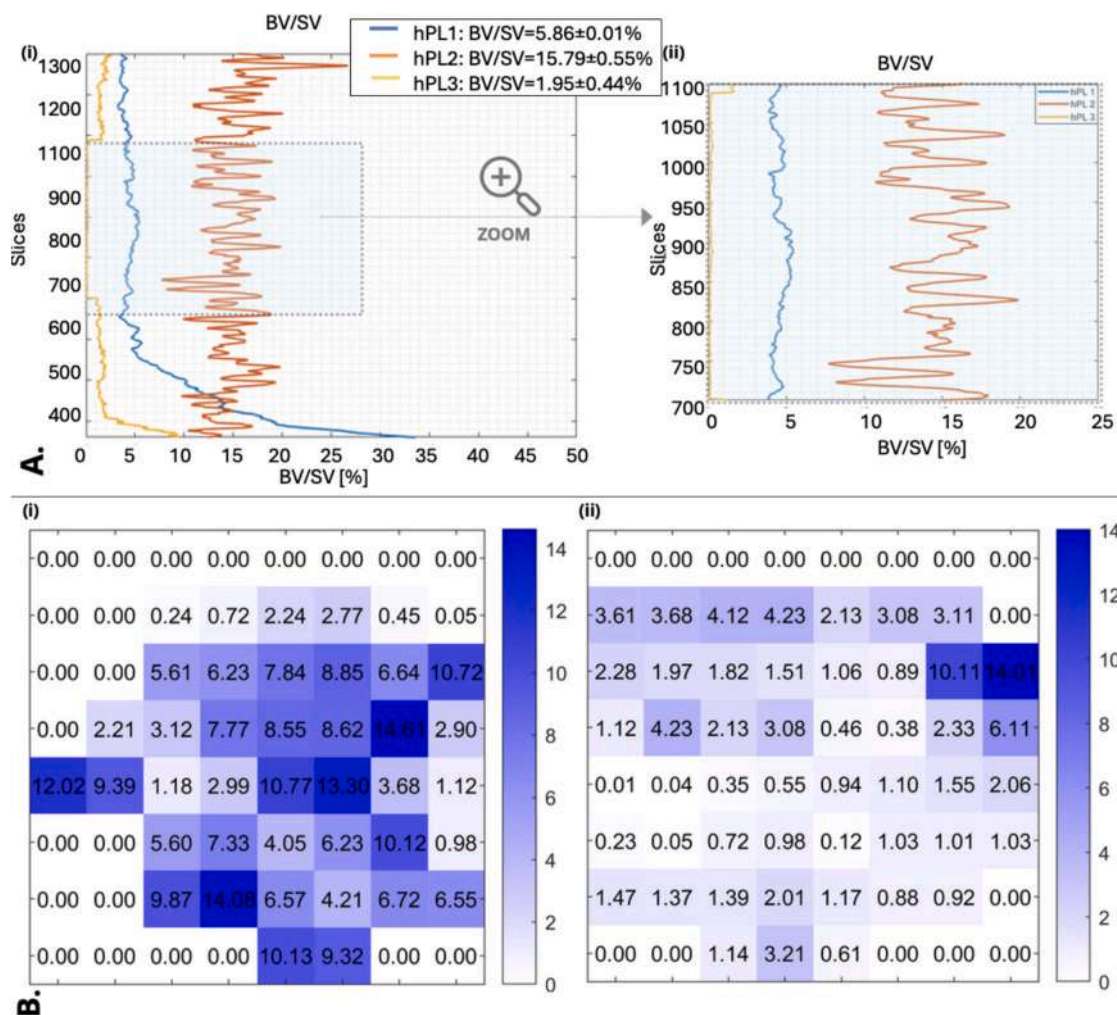 BV/SV
hPL1: BV/SV=5.86±0.01%
hPL2: BV/SV=15.79±0.55%
hPL3: BV/SV=1.95±0.44%
(i)
1300
1200
1100
900
800
700
600
500
400
Slices
0 5 10 15 20 25 30 35 40 45 50
BV/SV [%]
ZOOM
(ii)
BV/SV
hPL 1
hPL 2
hPL 3
1100
1050
1000
950
900
850
800
750
700
Slices
0 5 10 15 20 25
BV/SV [%]
A.
(i)
0.00 0.00 0.00 0.00 0.00 0.00 0.00 0.00
0.00 0.00 0.24 0.72 2.24 2.77 0.45 0.05
0.00 0.00 5.61 6.23 7.84 8.85 6.64 10.72
0.00 2.21 3.12 7.77 8.55 8.62 14.61 2.90
12.02 9.39 1.18 2.99 10.77 13.30 3.68 1.12
0.00 0.00 5.60 7.33 4.05 6.23 10.12 0.98
0.00 0.00 9.87 14.08 6.57 4.21 6.72 6.55
0.00 0.00 0.00 0.00 10.13 9.32 0.00 0.00
14
12
10
8
6
4
2
0
(ii)
0.00 0.00 0.00 0.00 0.00 0.00 0.00 0.00
3.61 3.68 4.12 4.23 2.13 3.08 3.11 0.00
2.28 1.97 1.82 1.51 1.06 0.89 10.11 14.01
1.12 4.23 2.13 3.08 0.46 0.38 2.33 6.11
0.01 0.04 0.35 0.55 0.94 1.10 1.55 2.06
0.23 0.05 0.72 0.98 0.12 1.03 1.01 1.03
1.47 1.37 1.39 2.01 1.17 0.88 0.92 0.00
0.00 0.00 1.14 3.21 0.61 0.00 0.00 0.00
14
12
10
8
6
4
2
0
B.